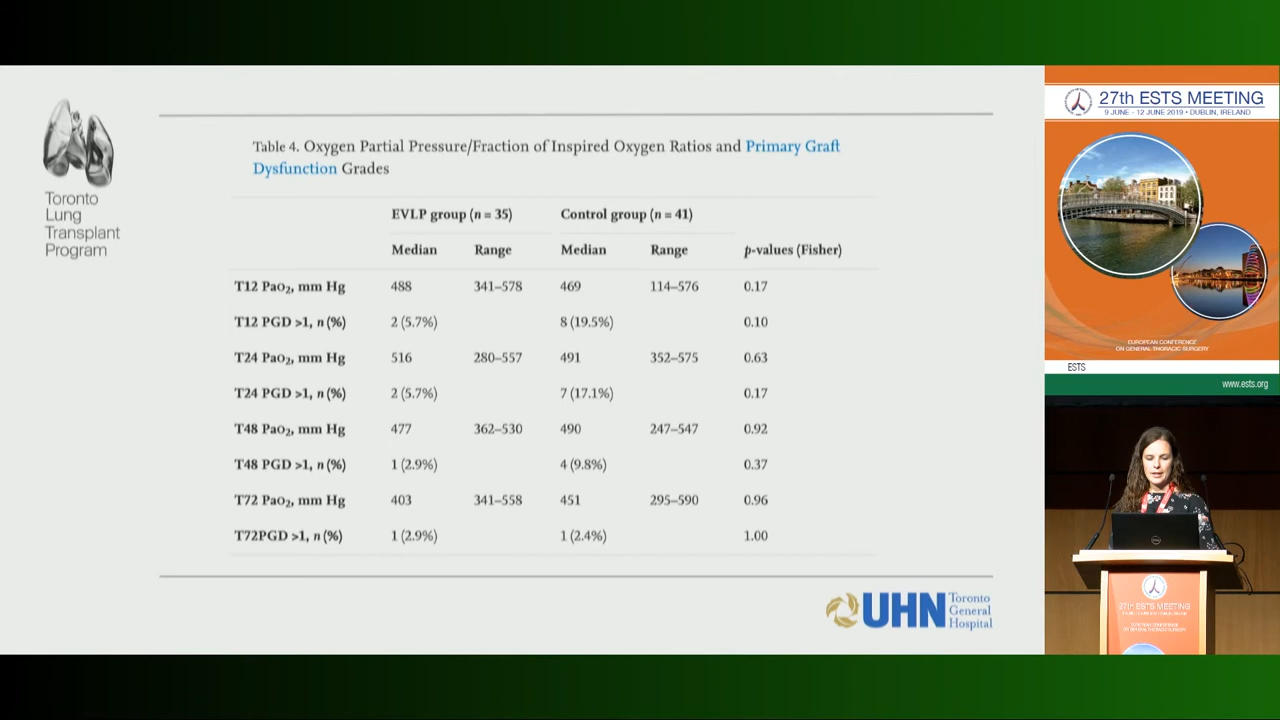 Toronto
Lung
Transplant
Program
Table 4. Oxygen Partial Pressure/Fraction of Inspired Oxygen Ratios and Primary Graft
Dysfunction Grades
EVLP group (n = 35) Control group (n = 41)
Median Range Median Range p-values (Fisher)
T12 Pao₂, mm Hg 488 341–578 469 114–576 0.17
T12 PGD >1, n (%) 2 (5.7%) 8 (19.5%) 0.10
T24 Pao₂, mm Hg 516 280–557 491 352–575 0.63
T24 PGD >1, n (%) 2 (5.7%) 7 (17.1%) 0.17
T48 Pao₂, mm Hg 477 362–530 490 247–547 0.92
T48 PGD >1, n (%) 1 (2.9%) 4 (9.8%) 0.37
T72 Pao₂, mm Hg 403 341–558 451 295–590 0.96
T72PGD >1, n (%) 1 (2.9%) 1 (2.4%) 1.00
UHN
Toronto
General
Hospital
27th ESTS MEETING
9 JUNE - 12 JUNE 2019 • DUBLIN, IRELAND
EUROPEAN CONFERENCE
ON GENERAL THORACIC SURGERY
ESTS
www.ests.org
27th ESTS MEETING